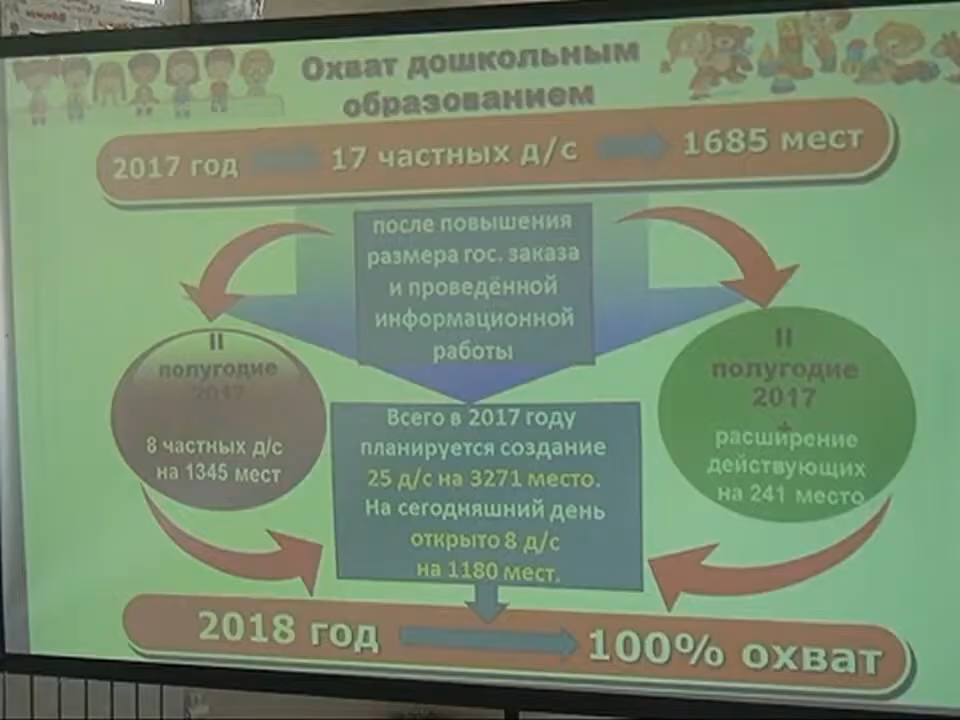 Охват дошкольным
образованием
2017 год 17 частных д/с 1685 мест
после повышения
размера гос. заказа
и проведённой
информационной
работы
II
полугодие
2017
8 частных д/с
на 1345 мест
Всего в 2017 году
планируется создание
25 д/с на 3271 место.
На сегодняшний день
открыто 8 д/с
на 1180 мест.
II
полугодие
2017
+
расширение
действующих
на 241 место
2018 год 100% охват